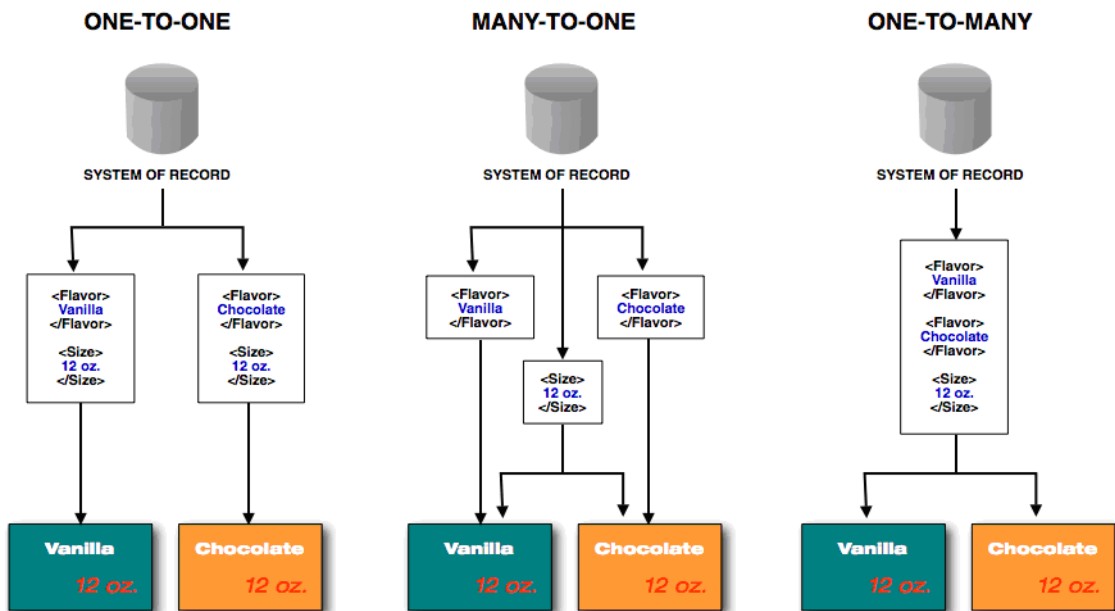 ONE-TO-ONE
SYSTEM OF RECORD
<Flavor>
Vanilla
</Flavor>
<Size>
12 oz.
</Size>
<Flavor>
Chocolate
</Flavor>
<Size>
12 oz.
</Size>
Vanilla
12 oz.
Chocolate
12 oz.
MANY-TO-ONE
SYSTEM OF RECORD
<Flavor>
Vanilla
</Flavor>
<Size>
12 oz.
</Size>
<Flavor>
Chocolate
</Flavor>
Vanilla
12 oz.
Chocolate
12 oz.
ONE-TO-MANY
SYSTEM OF RECORD
<Flavor>
Vanilla
</Flavor>
<Flavor>
Chocolate
</Flavor>
<Size>
12 oz.
</Size>
Vanilla
12 oz.
Chocolate
12 oz.